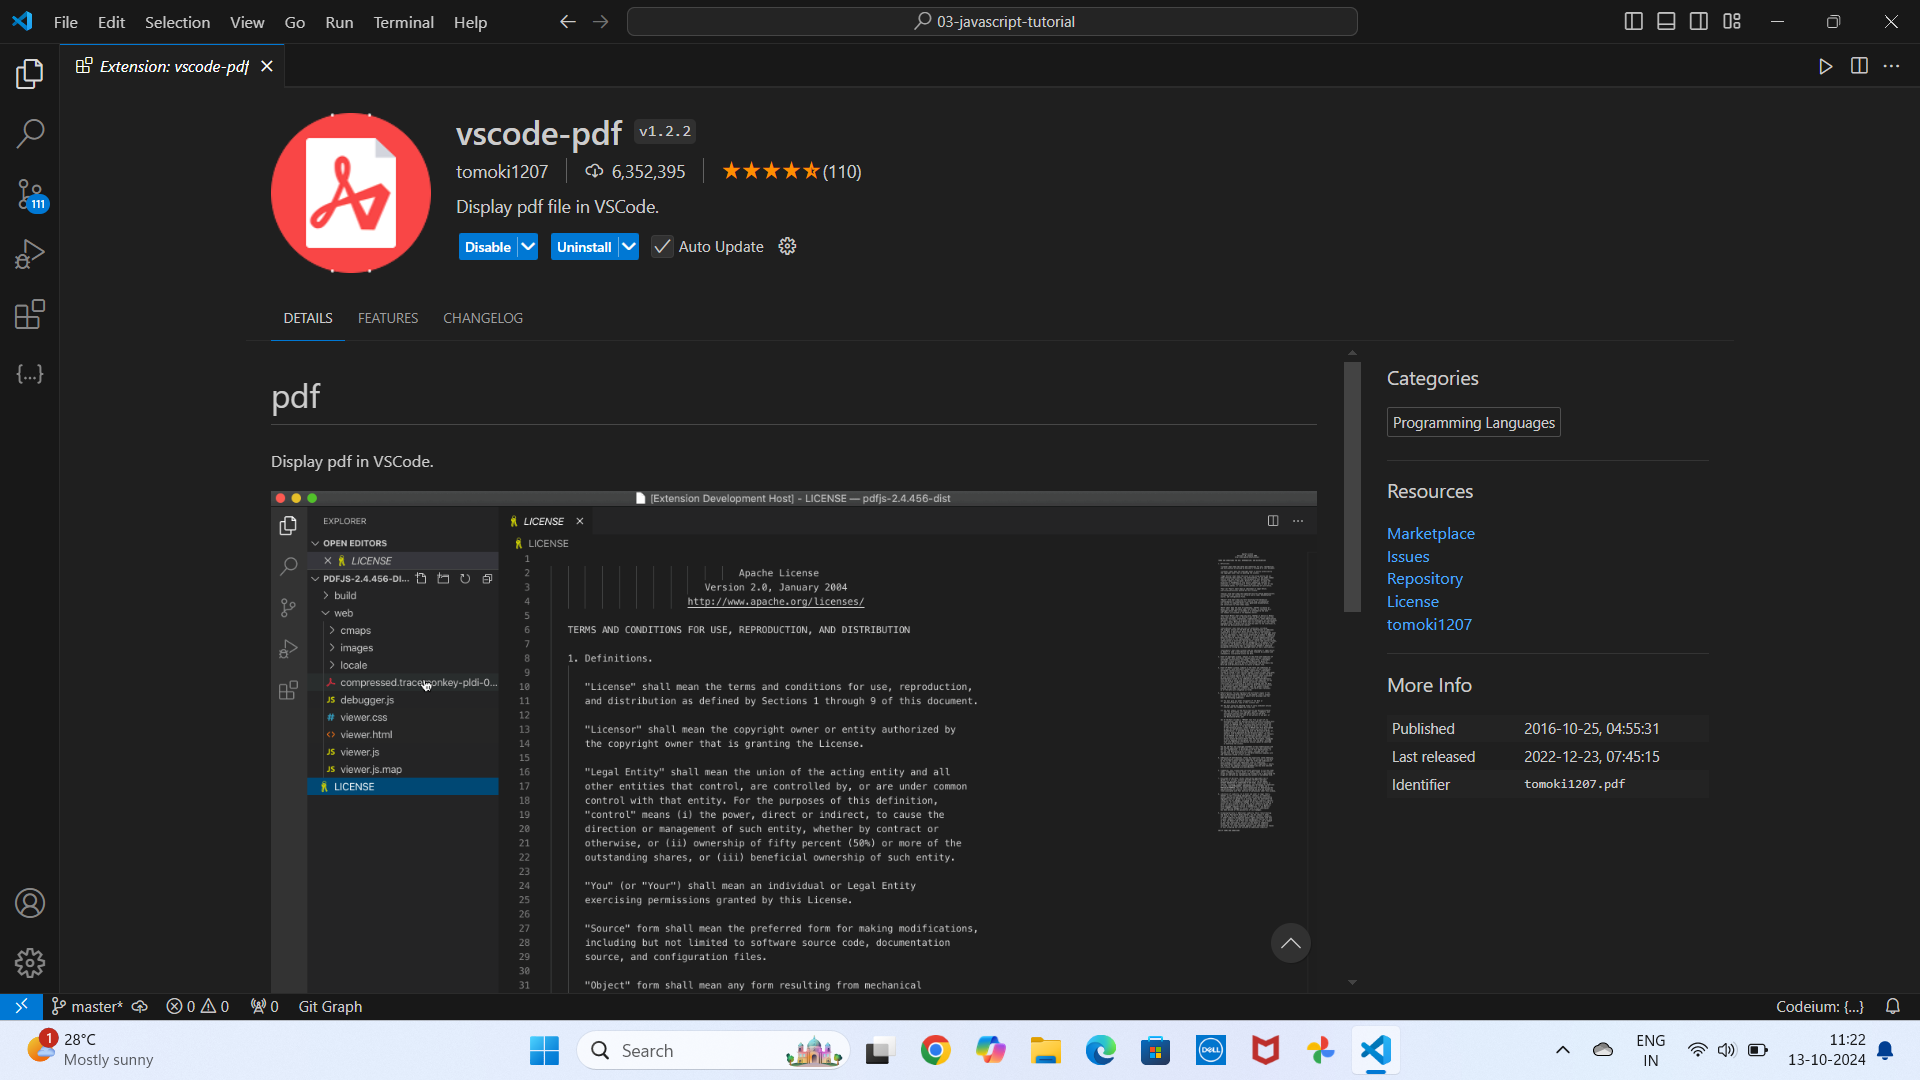 File Edit Selection View Go Run Terminal Help
03-javascript-tutorial
Extension: vscode-pdf
vscode-pdf v1.2.2
tomoki1207 6,352,395 (110)
Display pdf file in VSCode.
Disable Uninstall Auto Update
111
{...}
DETAILS FEATURES CHANGELOG
pdf
Display pdf in VSCode.
[Extension Development Host] - LICENSE — pdfjs-2.4.456-dist
EXPLORER
OPEN EDITORS
LICENSE
PDFJS-2.4.456-DI...
build
web
cmaps
images
locale
compressed.tracemonkey-pldi-0...
JS debugger.js
# viewer.css
<> viewer.html
JS viewer.js
JS viewer.js.map
LICENSE
LICENSE
LICENSE
1
2 Apache License
3 Version 2.0, January 2004
4 http://www.apache.org/licenses/
5
6 TERMS AND CONDITIONS FOR USE, REPRODUCTION, AND DISTRIBUTION
7
8 1. Definitions.
9
10 "License" shall mean the terms and conditions for use, reproduction,
11 and distribution as defined by Sections 1 through 9 of this document.
12
13 "Licensor" shall mean the copyright owner or entity authorized by
14 the copyright owner that is granting the License.
15
16 "Legal Entity" shall mean the union of the acting entity and all
17 other entities that control, are controlled by, or are under common
18 control with that entity. For the purposes of this definition,
19 "control" means (i) the power, direct or indirect, to cause the
20 direction or management of such entity, whether by contract or
21 otherwise, or (ii) ownership of fifty percent (50%) or more of the
22 outstanding shares, or (iii) beneficial ownership of such entity.
23
24 "You" (or "Your") shall mean an individual or Legal Entity
25 exercising permissions granted by this License.
26
27 "Source" form shall mean the preferred form for making modifications,
28 including but not limited to software source code, documentation
29 source, and configuration files.
30
31 "Object" form shall mean any form resulting from mechanical
Categories
Programming Languages
Resources
Marketplace
Issues
Repository
License
tomoki1207
More Info
Published 2016-10-25, 04:55:31
Last released 2022-12-23, 07:45:15
Identifier tomoki1207.pdf
master* 0 0 0 Git Graph
Codeium: {...}
1
28°C
Mostly sunny
Search
DELL
ENG
IN
11:22
13-10-2024